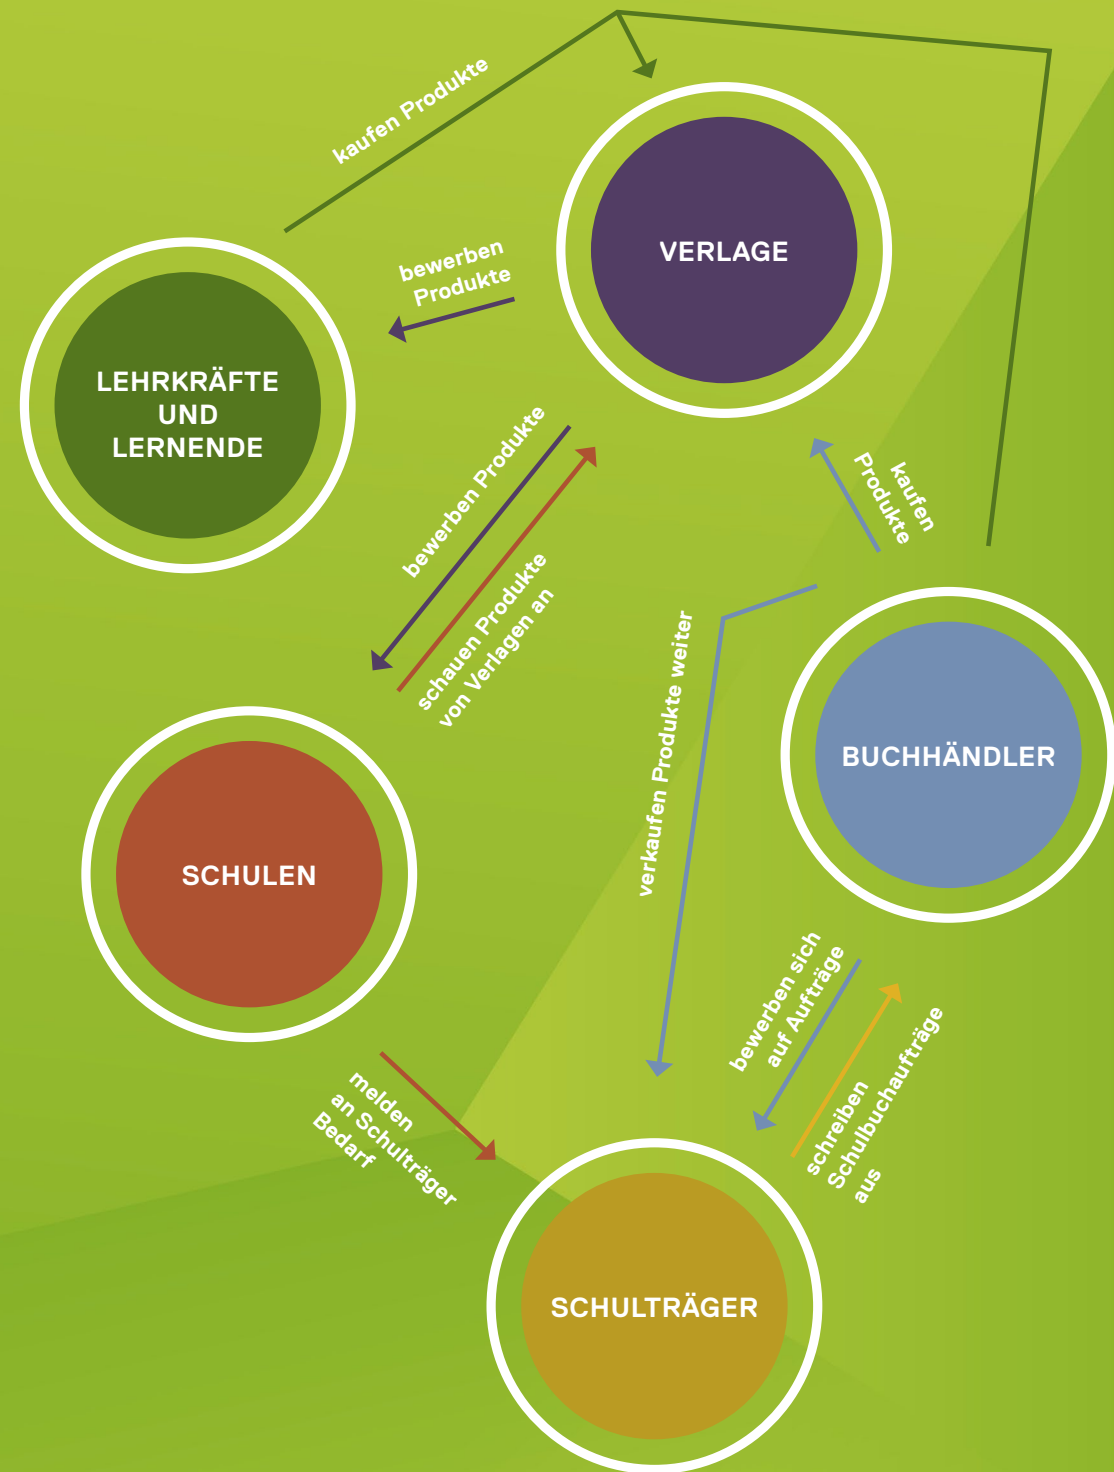 kaufen Produkte
VERLAGE
bewerben
Produkte
LEHRKRÄFTE
UND
LERNENDE
bewerben Produkte
schauen Produkte
von Verlagen an
kaufen
Produkte
verkaufen Produkte weiter
BUCHHÄNDLER
SCHULEN
bewerben sich
auf Aufträge
schreiben
Schulbuchaufträge
aus
melden
an Schulträger
Bedarf
SCHULTRÄGER